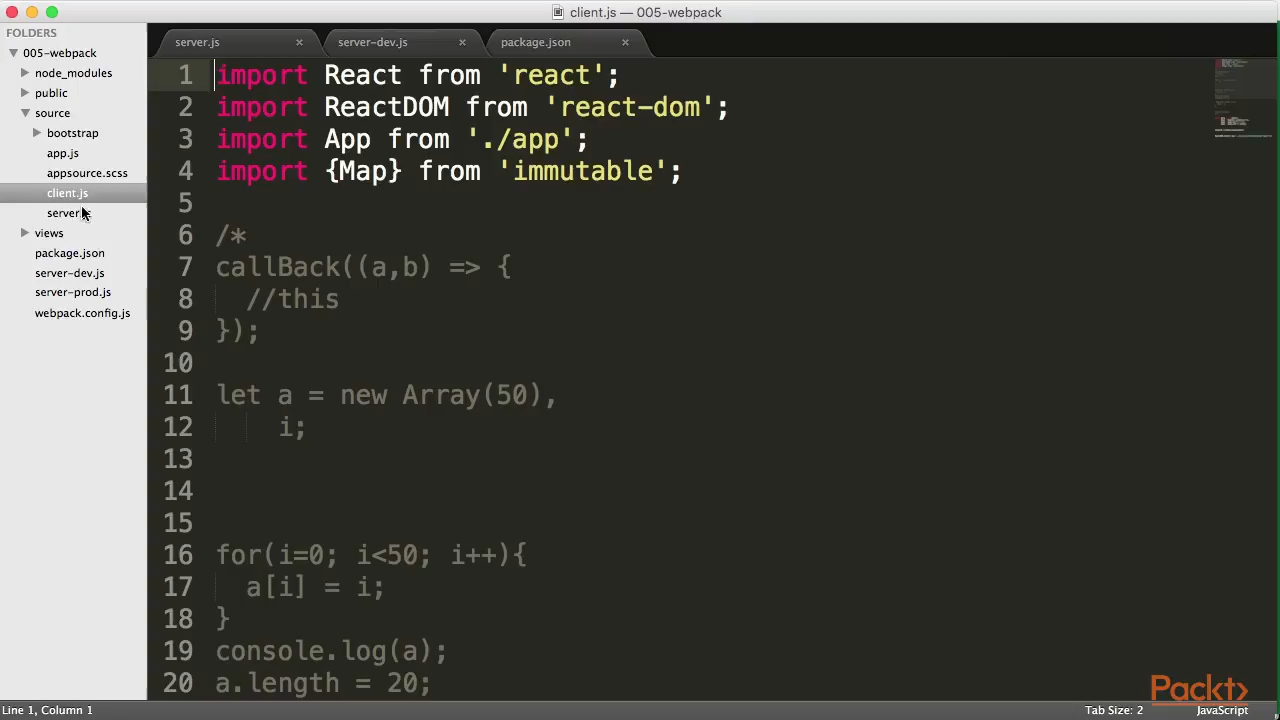 client.js — 005-webpack
FOLDERS
005-webpack
node_modules
public
source
bootstrap
app.js
appsource.scss
client.js
server
views
package.json
server-dev.js
server-prod.js
webpack.config.js
server.js × server-dev.js × package.json ×
1 import React from 'react';
2 import ReactDOM from 'react-dom';
3 import App from './app';
4 import {Map} from 'immutable';
5
6 /*
7 callBack((a,b) => {
8 //this
9 });
10
11 let a = new Array(50),
12 i;
13
14
15
16 for(i=0; i<50; i++){
17 a[i] = i;
18 }
19 console.log(a);
20 a.length = 20;
Packt>
Line 1, Column 1 Tab Size: 2 JavaScript